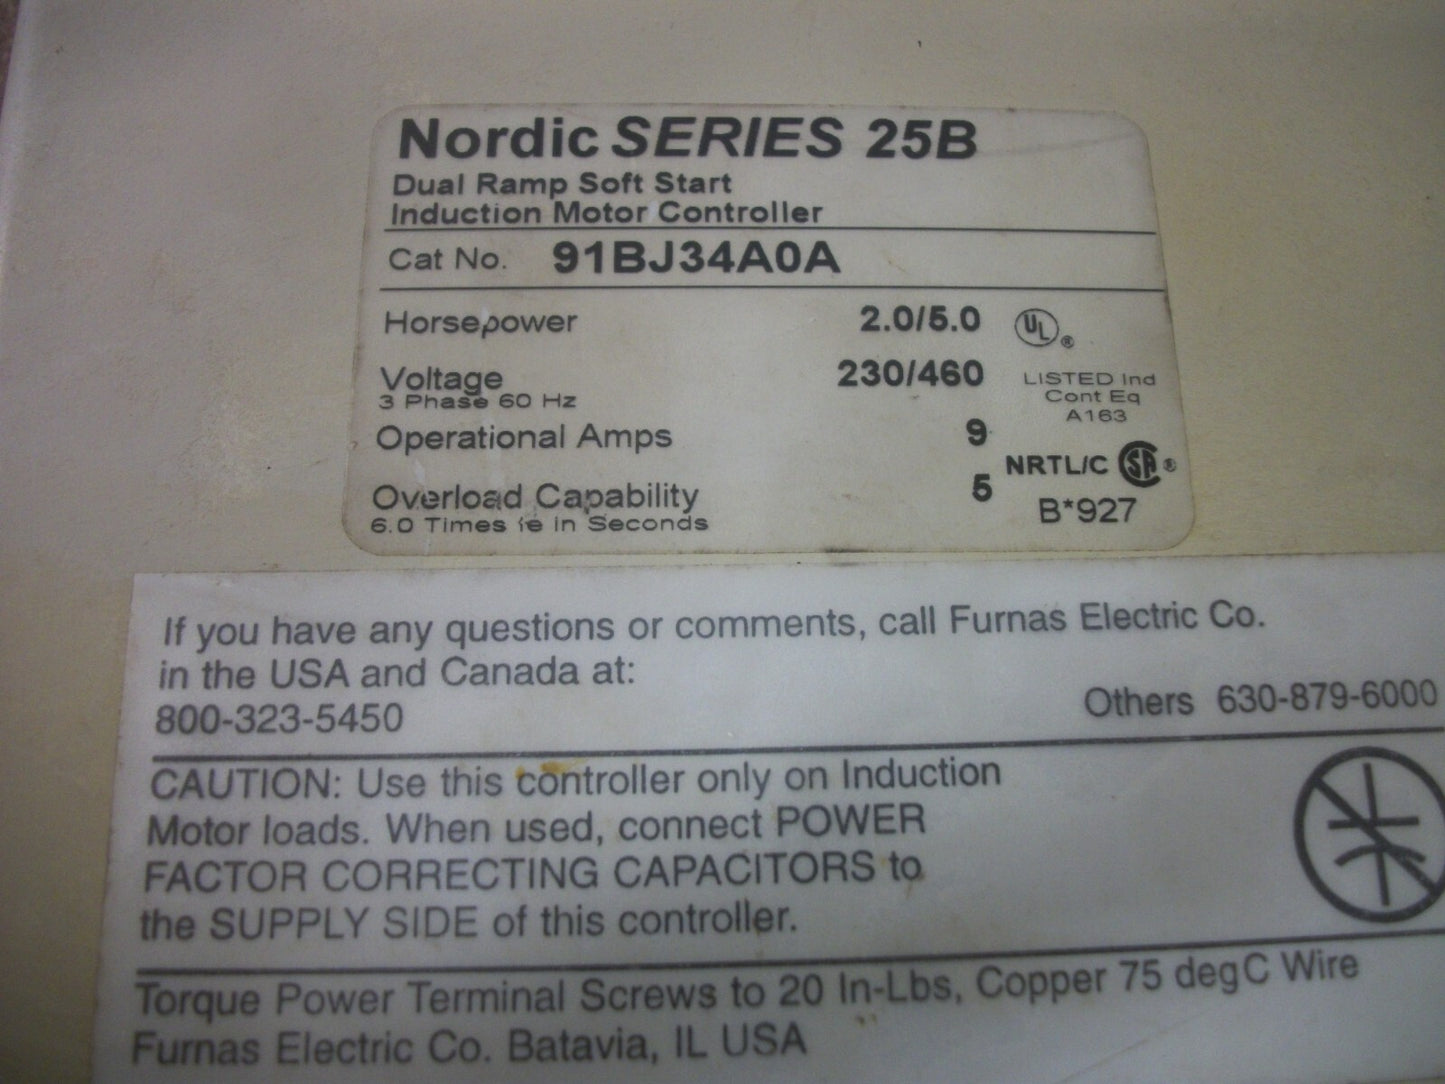 Nordic SERIES 25B
Dual Ramp Soft Start
Induction Motor Controller
Cat No. 91BJ34A0A
Horsepower 2.0/5.0 UL ®
Voltage 230/460 LISTED Ind
3 Phase 60 Hz Cont Eq
A163
Operational Amps 9
NRTL/C SA ®
Overload Capability 5
6.0 Times Ie in Seconds B*927
If you have any questions or comments, call Furnas Electric Co.
in the USA and Canada at:
800-323-5450 Others 630-879-6000
CAUTION: Use this controller only on Induction
Motor loads. When used, connect POWER
FACTOR CORRECTING CAPACITORS to
the SUPPLY SIDE of this controller.
Torque Power Terminal Screws to 20 In-Lbs, Copper 75 degC Wire
Furnas Electric Co. Batavia, IL USA